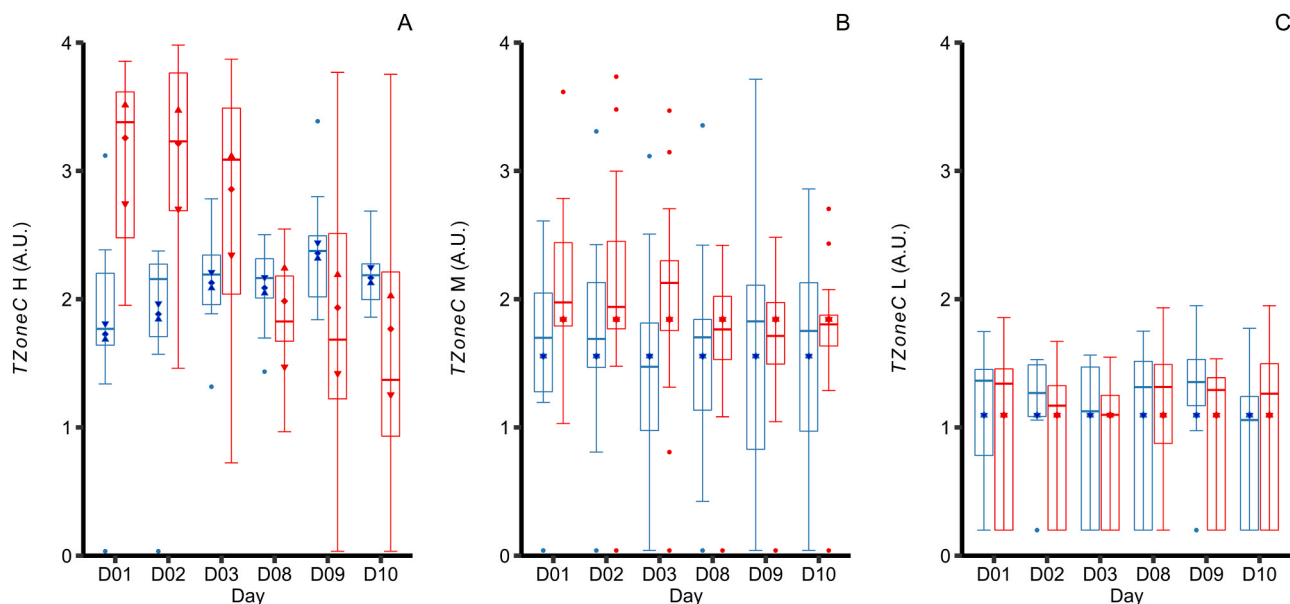 A
4
3
2
1
0
TZoneC H (A.U.)
D01 D02 D03 D08 D09 D10
Day
B
4
3
2
1
0
TZoneC M (A.U.)
D01 D02 D03 D08 D09 D10
Day
C
4
3
2
1
0
TZoneC L (A.U.)
D01 D02 D03 D08 D09 D10
Day